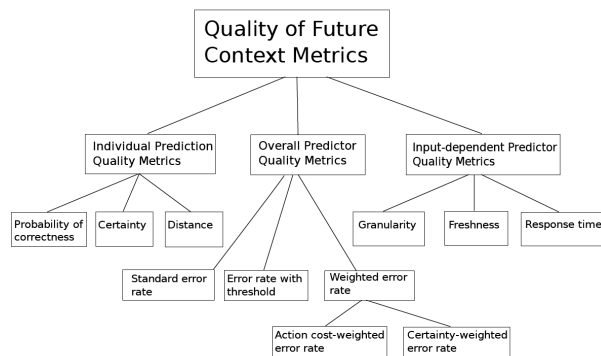 Quality of Future
Context Metrics
Individual Prediction
Quality Metrics
Overall Predictor
Quality Metrics
Input-dependent Predictor
Quality Metrics
Probability of
correctness
Certainty
Distance
Granularity
Freshness
Response time
Standard error
rate
Error rate with
threshold
Weighted error
rate
Action cost-weighted
error rate
Certainty-weighted
error rate